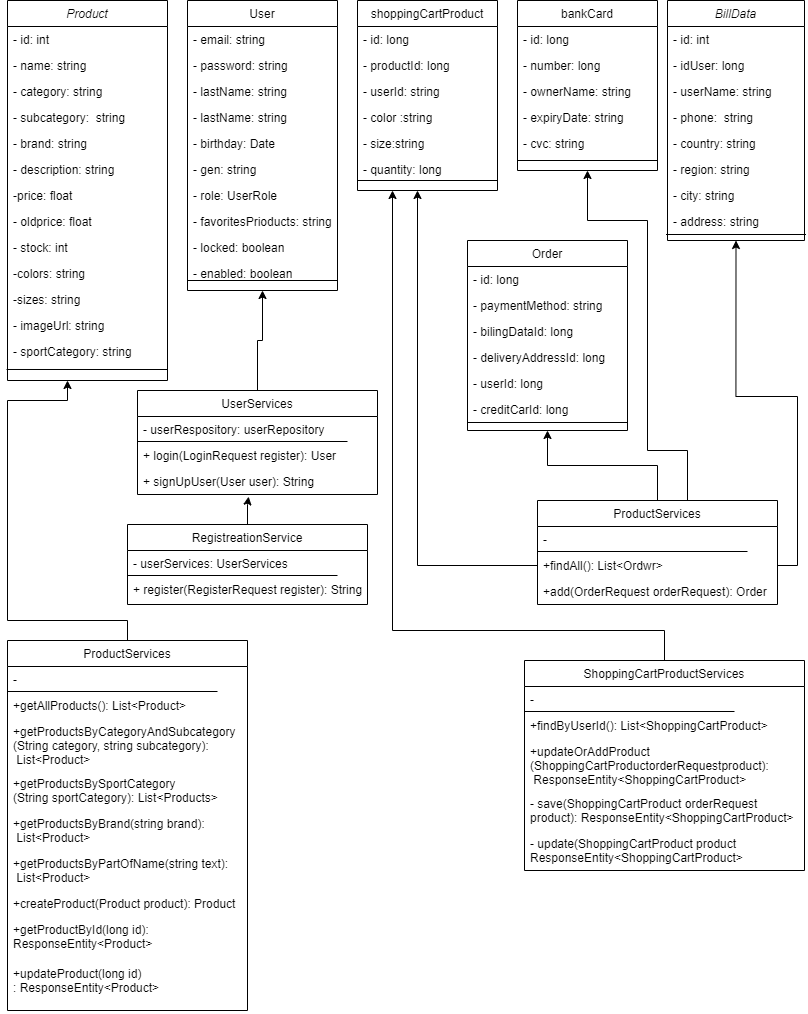 Product
- id: int
- name: string
- category: string
- subcategory:  string
- brand: string
- description: string
-price: float
- oldprice: float
- stock: int
-colors: string
-sizes: string
- imageUrl: string
- sportCategory: string
User
- email: string
- password: string
- lastName: string
- lastName: string
- birthday: Date
- gen: string
- role: UserRole
- favoritesPrioducts: string
- locked: boolean
- enabled: boolean
shoppingCartProduct
- id: long
- productId: long
- userId: string
- color :string
- size:string
- quantity: long
bankCard
- id: long
- number: long
- ownerName: string
- expiryDate: string
- cvc: string
BillData
- id: int
- idUser: long
- userName: string
- phone:  string
- country: string
- region: string
- city: string
- address: string
Order
- id: long
- paymentMethod: string
- bilingDataId: long
- deliveryAddressId: long
- userId: long
- creditCarId: long
UserServices
- userRespository: userRepository
+ login(LoginRequest register): User
+ signUpUser(User user): String
RegistreationService
- userServices: UserServices
+ register(RegisterRequest register): String
ProductServices
-
+findAll(): List<Ordwr>
+add(OrderRequest orderRequest): Order
ProductServices
-
+getAllProducts(): List<Product>
+getProductsByCategoryAndSubcategory
(String category, string subcategory):
List<Product>
+getProductsBySportCategory
(String sportCategory): List<Products>
+getProductsByBrand(string brand):
List<Product>
+getProductsByPartOfName(string text):
List<Product>
+createProduct(Product product): Product
+getProductById(long id):
ResponseEntity<Product>
+updateProduct(long id)
: ResponseEntity<Product>
ShoppingCartProductServices
-
+findByUserId(): List<ShoppingCartProduct>
+updateOrAddProduct
(ShoppingCartProductorderRequestproduct):
ResponseEntity<ShoppingCartProduct>
- save(ShoppingCartProduct orderRequest
product): ResponseEntity<ShoppingCartProduct>
- update(ShoppingCartProduct product
ResponseEntity<ShoppingCartProduct>